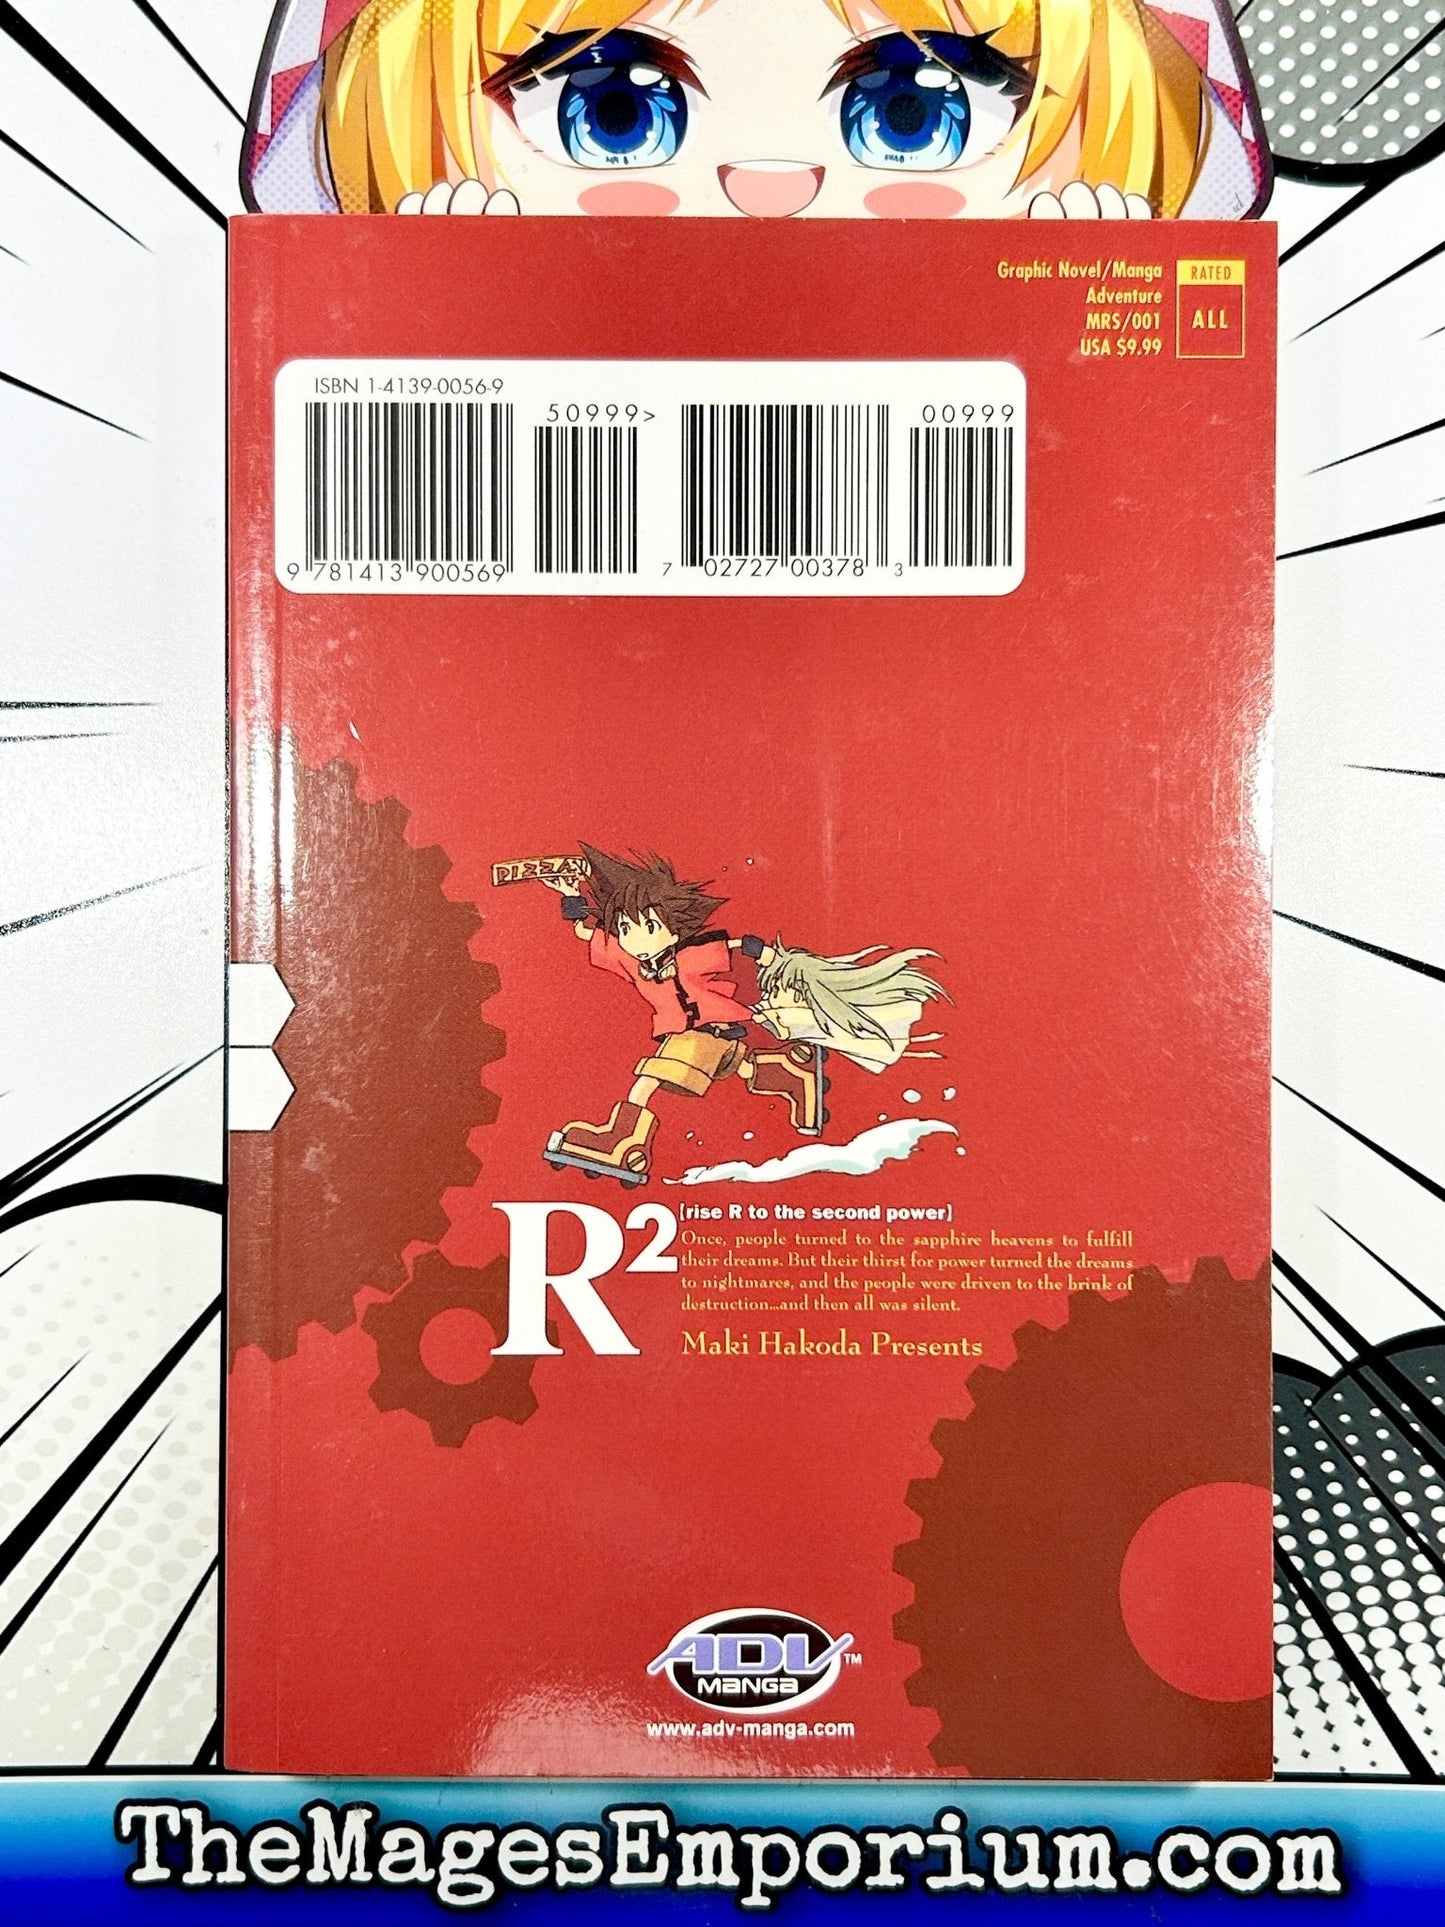 Graphic Novel/Manga
Adventure
MRS/001
USA $9.99
RATED
ALL
ISBN 1-4139-0056-9
50999>
00999
9 781413 900569
7 02727 00378 3
PIZZA
R2
[rise R to the second power]
Once, people turned to the sapphire heavens to fulfill
their dreams. But their thirst for power turned the dreams
to nightmares, and the people were driven to the brink of
destruction...and then all was silent.
Maki Hakoda Presents
ADV™
MANGA
www.adv-manga.com
TheMagesEmporium.com